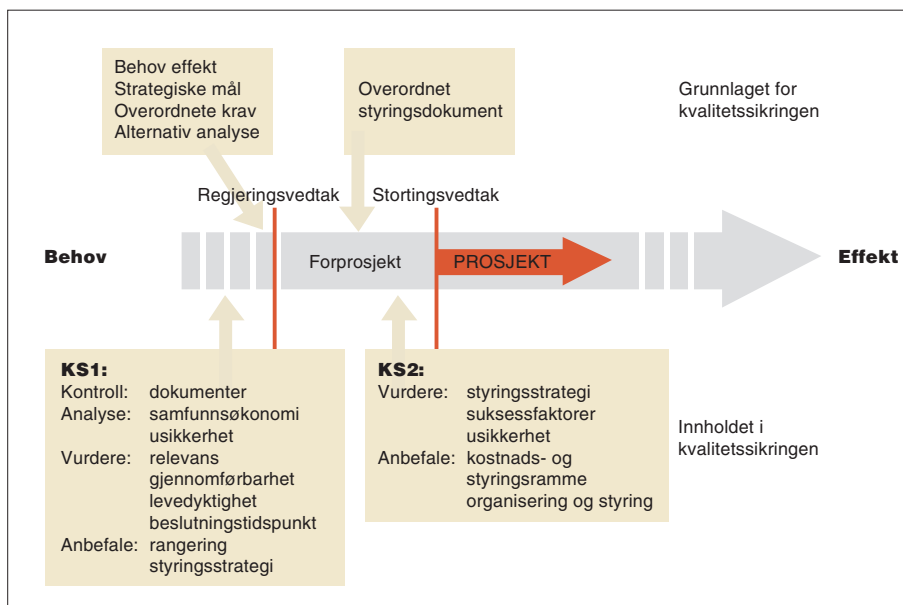 Behov effekt
Strategiske mål
Overordnete krav
Alternativ analyse
Overordnet
styringsdokument
Grunnlaget for
kvalitetssikringen
Regjeringsvedtak
Stortingsvedtak
Behov
Forprosjekt
PROSJEKT
Effekt
KS1:
Kontroll: dokumenter
Analyse: samfunnsøkonomi
usikkerhet
Vurdere: relevans
gjennomførbarhet
levedyktighet
beslutningstidspunkt
Anbefale: rangering
styringsstrategi
KS2:
Vurdere: styringsstrategi
suksessfaktorer
usikkerhet
Anbefale: kostnads- og
styringsramme
organisering og styring
Innholdet i
kvalitetssikringen